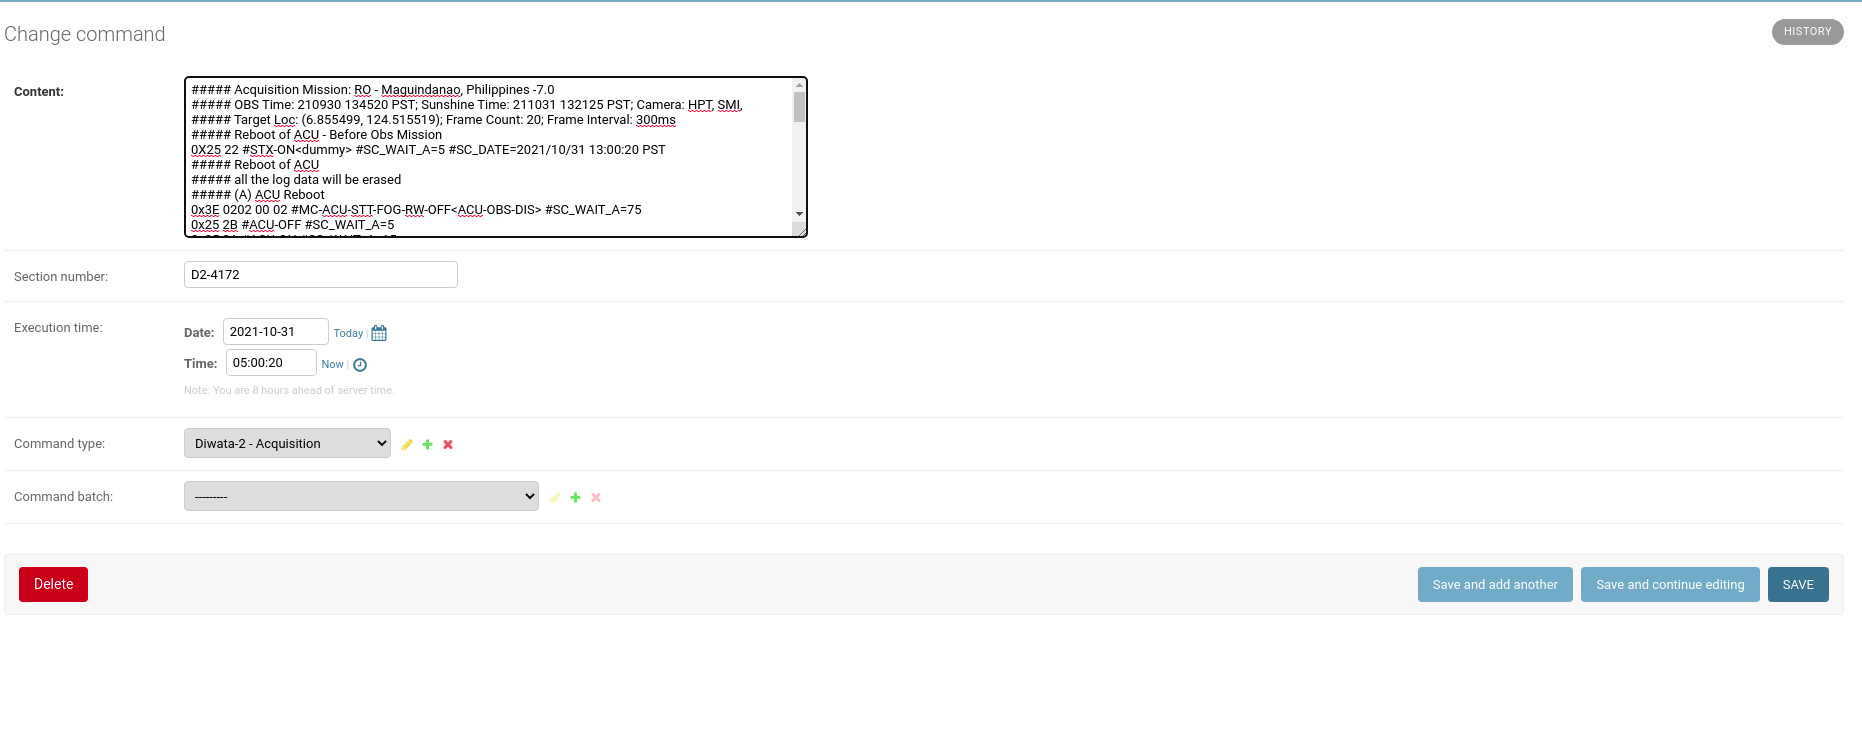 Change command
HISTORY
Content:
##### Acquisition Mission: RO - Maguindanao, Philippines -7.0
##### OBS Time: 210930 134520 PST; Sunshine Time: 211031 132125 PST; Camera: HPT, SMI,
##### Target Loc: (6.855499, 124.515519); Frame Count: 20; Frame Interval: 300ms
##### Reboot of ACU - Before Obs Mission
0X25 22 #STX-ON<dummy> #SC_WAIT_A=5 #SC_DATE=2021/10/31 13:00:20 PST
##### Reboot of ACU
##### all the log data will be erased
##### (A) ACU Reboot
0x3E 0202 00 02 #MC-ACU-STT-FOG-RW-OFF<ACU-OBS-DIS> #SC_WAIT_A=75
0x25 2B #ACU-OFF #SC_WAIT_A=5
Section number:
D2-4172
Execution time:
Date: 2021-10-31 Today |
Time: 05:00:20 Now |
Note: You are 8 hours ahead of server time.
Command type:
Diwata-2 - Acquisition
Command batch:
---------
Delete
Save and add another
Save and continue editing
SAVE